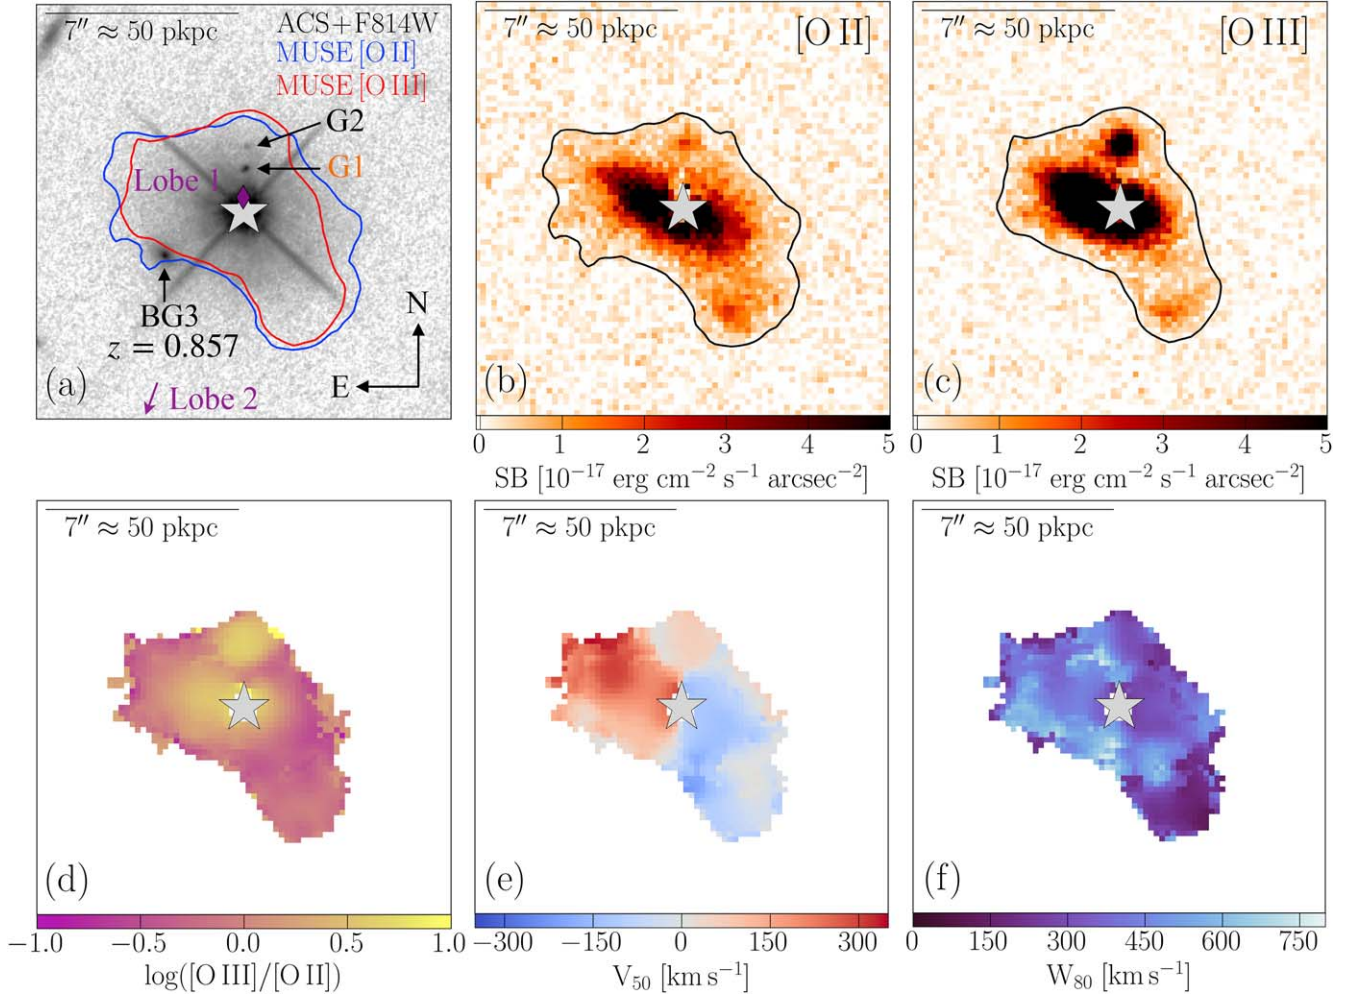 7″ ≈ 50 pkpc
ACS+F814W
MUSE [O II]
MUSE [O III]
G2
G1
Lobe 1
BG3
z = 0.857
N
E
Lobe 2
(a)
7″ ≈ 50 pkpc
[O II]
(b)
0 1 2 3 4 5
SB [10⁻¹⁷ erg cm⁻² s⁻¹ arcsec⁻²]
7″ ≈ 50 pkpc
[O III]
(c)
0 1 2 3 4 5
SB [10⁻¹⁷ erg cm⁻² s⁻¹ arcsec⁻²]
7″ ≈ 50 pkpc
(d)
−1.0 −0.5 0.0 0.5 1.0
log([O III]/[O II])
7″ ≈ 50 pkpc
(e)
−300 −150 0 150 300
V₅₀ [km s⁻¹]
7″ ≈ 50 pkpc
(f)
0 150 300 450 600 750
W₈₀ [km s⁻¹]